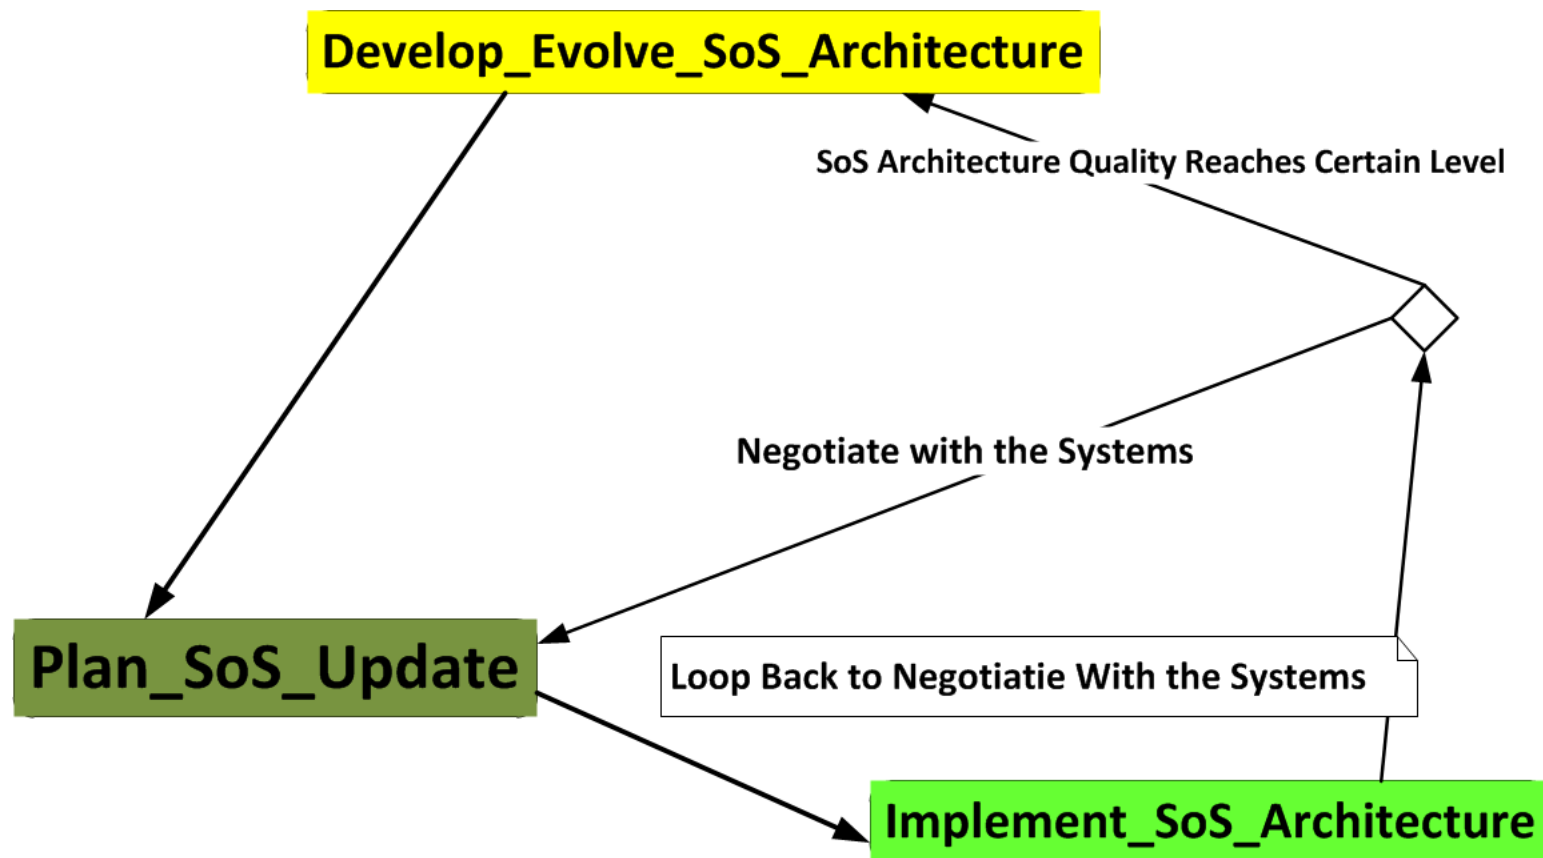 Develop_Evolve_SoS_Architecture
SoS Architecture Quality Reaches Certain Level
Negotiate with the Systems
Plan_SoS_Update
Loop Back to Negotiatie With the Systems
Implement_SoS_Architecture